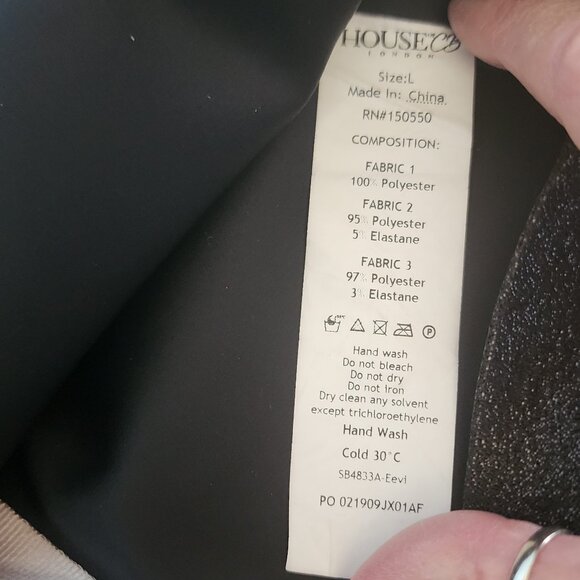 HOUSE OF CB
LONDON
Size:L
Made In: China
RN#150550
COMPOSITION:
FABRIC 1
100% Polyester
FABRIC 2
95% Polyester
5% Elastane
FABRIC 3
97% Polyester
3% Elastane
Hand wash
Do not bleach
Do not dry
Do not iron
Dry clean any solvent
except trichloroethylene
Hand Wash
Cold 30°C
SB4833A-Eevi
PO 021909JX01AF